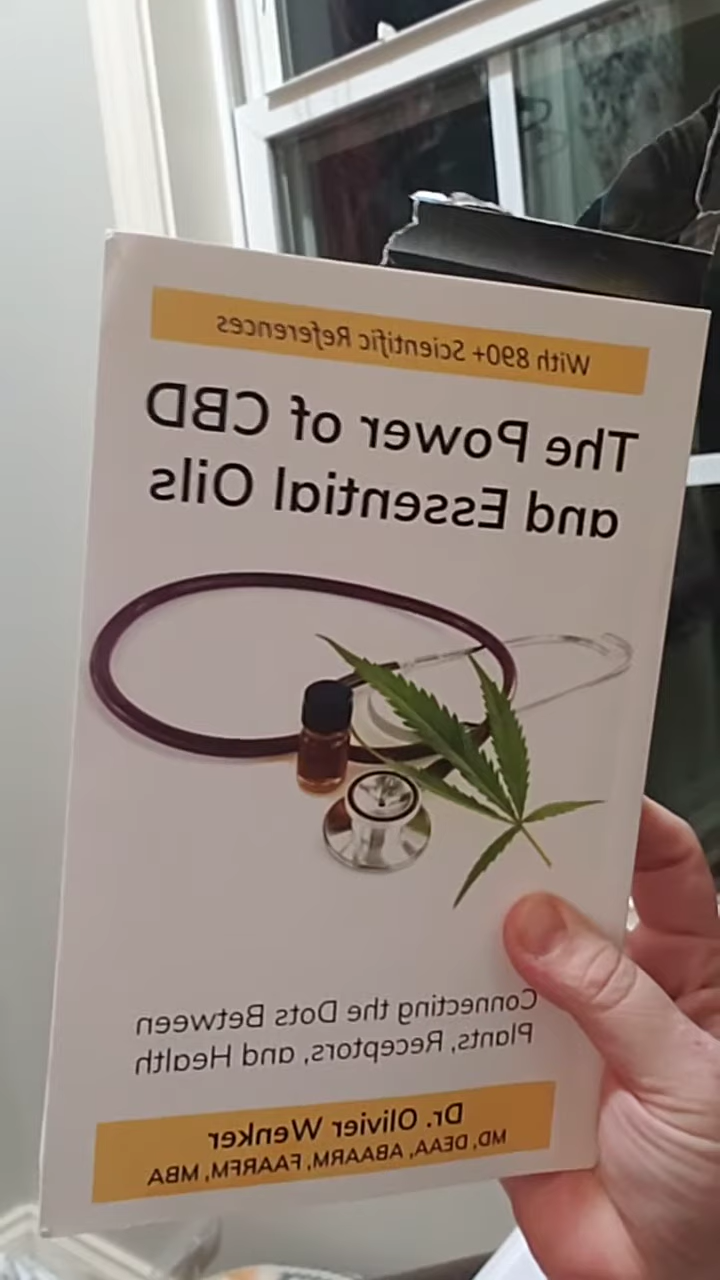 With 890+ Scientific References
The Power of CBD
and Essential Oils
Connecting the Dots Between
Plants, Receptors, and Health
Dr. Olivier Wenker
MD, DEAA, ABAARM, FAARFM, MBA